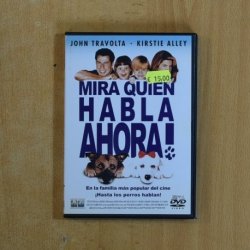 JOHN TRAVOLTA - KIRSTIE ALLEY
€ 15,00
MIRA QUIEN
HABLA
AHORA!
En la familia más popular del cine
¡Hasta los perros hablan!
DVD
VIDEO